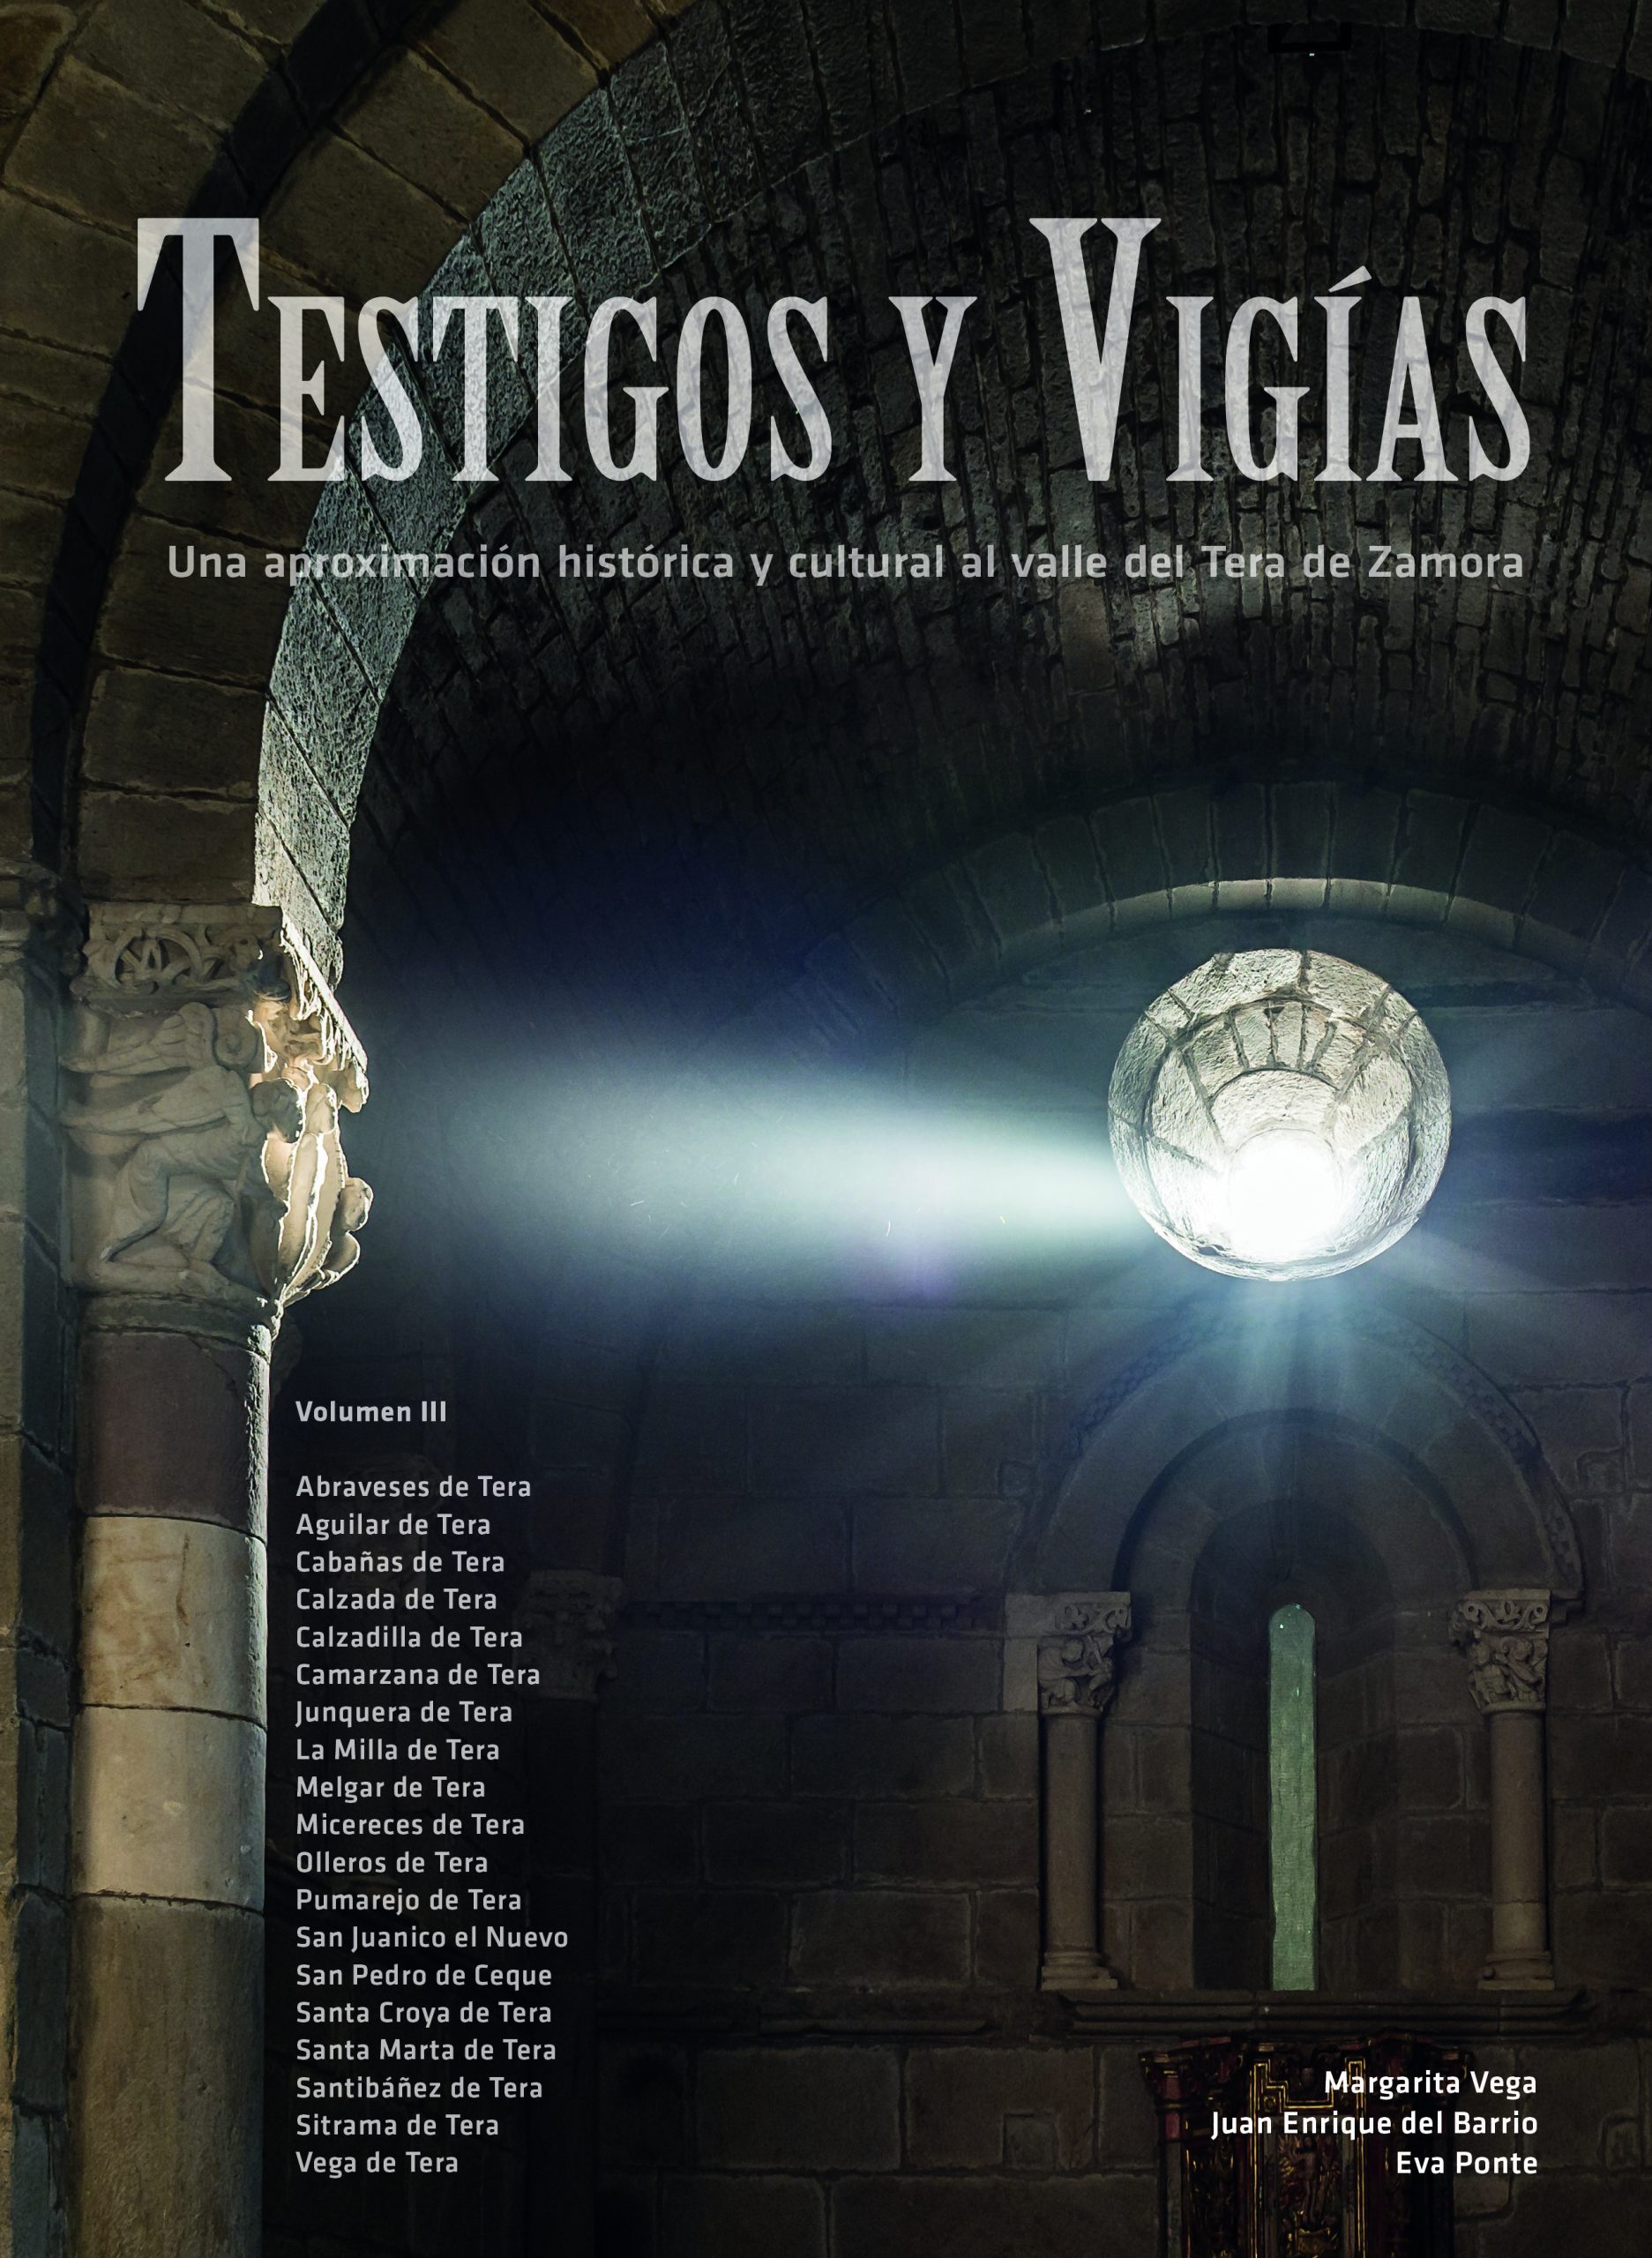 Testigos y Vigías
Una aproximación histórica y cultural al valle del Tera de Zamora
Volumen III
Abraveses de Tera
Aguilar de Tera
Cabañas de Tera
Calzada de Tera
Calzadilla de Tera
Camarzana de Tera
Junquera de Tera
La Milla de Tera
Melgar de Tera
Micereces de Tera
Olleros de Tera
Pumarejo de Tera
San Juanico el Nuevo
San Pedro de Ceque
Santa Croya de Tera
Santa Marta de Tera
Santibáñez de Tera
Sitrama de Tera
Vega de Tera
Margarita Vega
Juan Enrique del Barrio
Eva Ponte